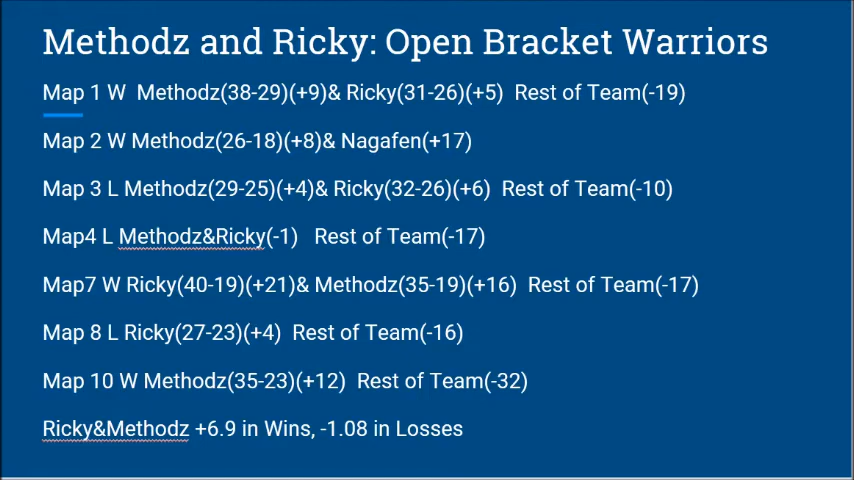 Methodz and Ricky: Open Bracket Warriors
Map 1 W  Methodz(38-29)(+9)& Ricky(31-26)(+5)  Rest of Team(-19)
Map 2 W Methodz(26-18)(+8)& Nagafen(+17)
Map 3 L Methodz(29-25)(+4)& Ricky(32-26)(+6)  Rest of Team(-10)
Map4 L Methodz&Ricky(-1)   Rest of Team(-17)
Map7 W Ricky(40-19)(+21)& Methodz(35-19)(+16)  Rest of Team(-17)
Map 8 L Ricky(27-23)(+4)  Rest of Team(-16)
Map 10 W Methodz(35-23)(+12)  Rest of Team(-32)
Ricky&Methodz +6.9 in Wins, -1.08 in Losses